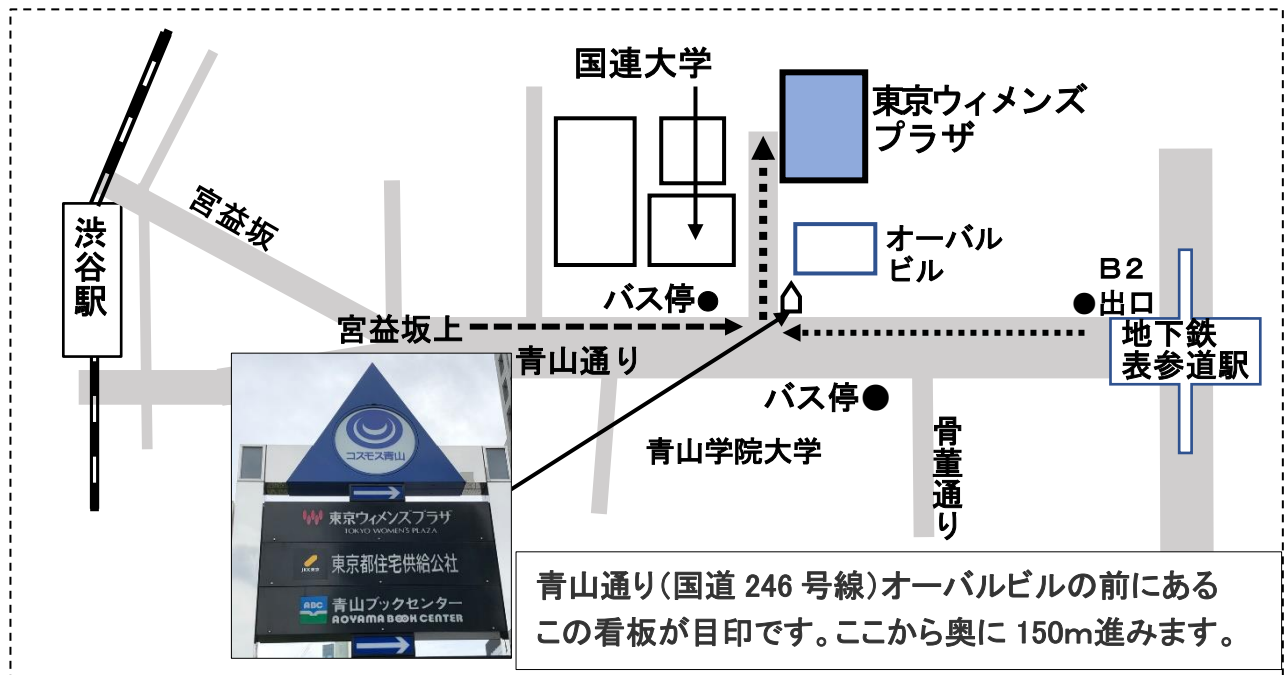 国連大学
東京ウィメンズ
プラザ
宮益坂
渋谷駅
オーバル
ビル
B2
●出口
バス停●
宮益坂上
地下鉄
表参道駅
青山通り
バス停●
青山学院大学
骨董通り
コスモス青山
東京ウィメンズプラザ
TOKYO WOMEN'S PLAZA
JKK東京
東京都住宅供給公社
ABC
青山ブックセンター
AOYAMA BOOK CENTER
青山通り(国道 246 号線)オーバルビルの前にある
この看板が目印です。ここから奥に 150m進みます。